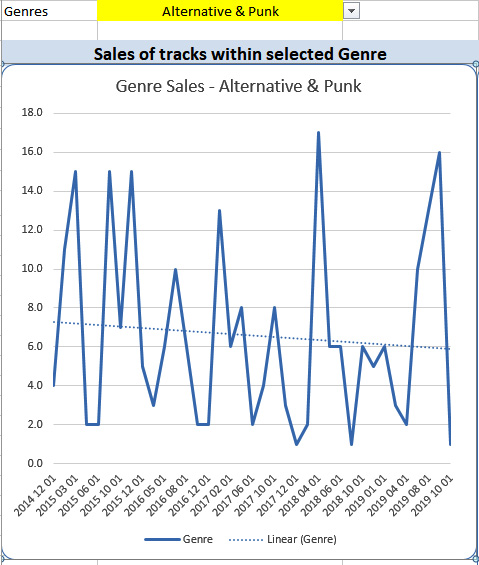 Genres Alternative & Punk
Sales of tracks within selected Genre
Genre Sales - Alternative & Punk
18.0
16.0
14.0
12.0
10.0
8.0
6.0
4.0
2.0
0.0
2014 12 01
2015 03 01
2015 06 01
2015 10 01
2015 12 01
2016 05 01
2016 08 01
2016 12 01
2017 02 01
2017 06 01
2017 10 01
2017 12 01
2018 04 01
2018 06 01
2018 10 01
2019 01 01
2019 04 01
2019 08 01
2019 10 01
Genre Linear (Genre)